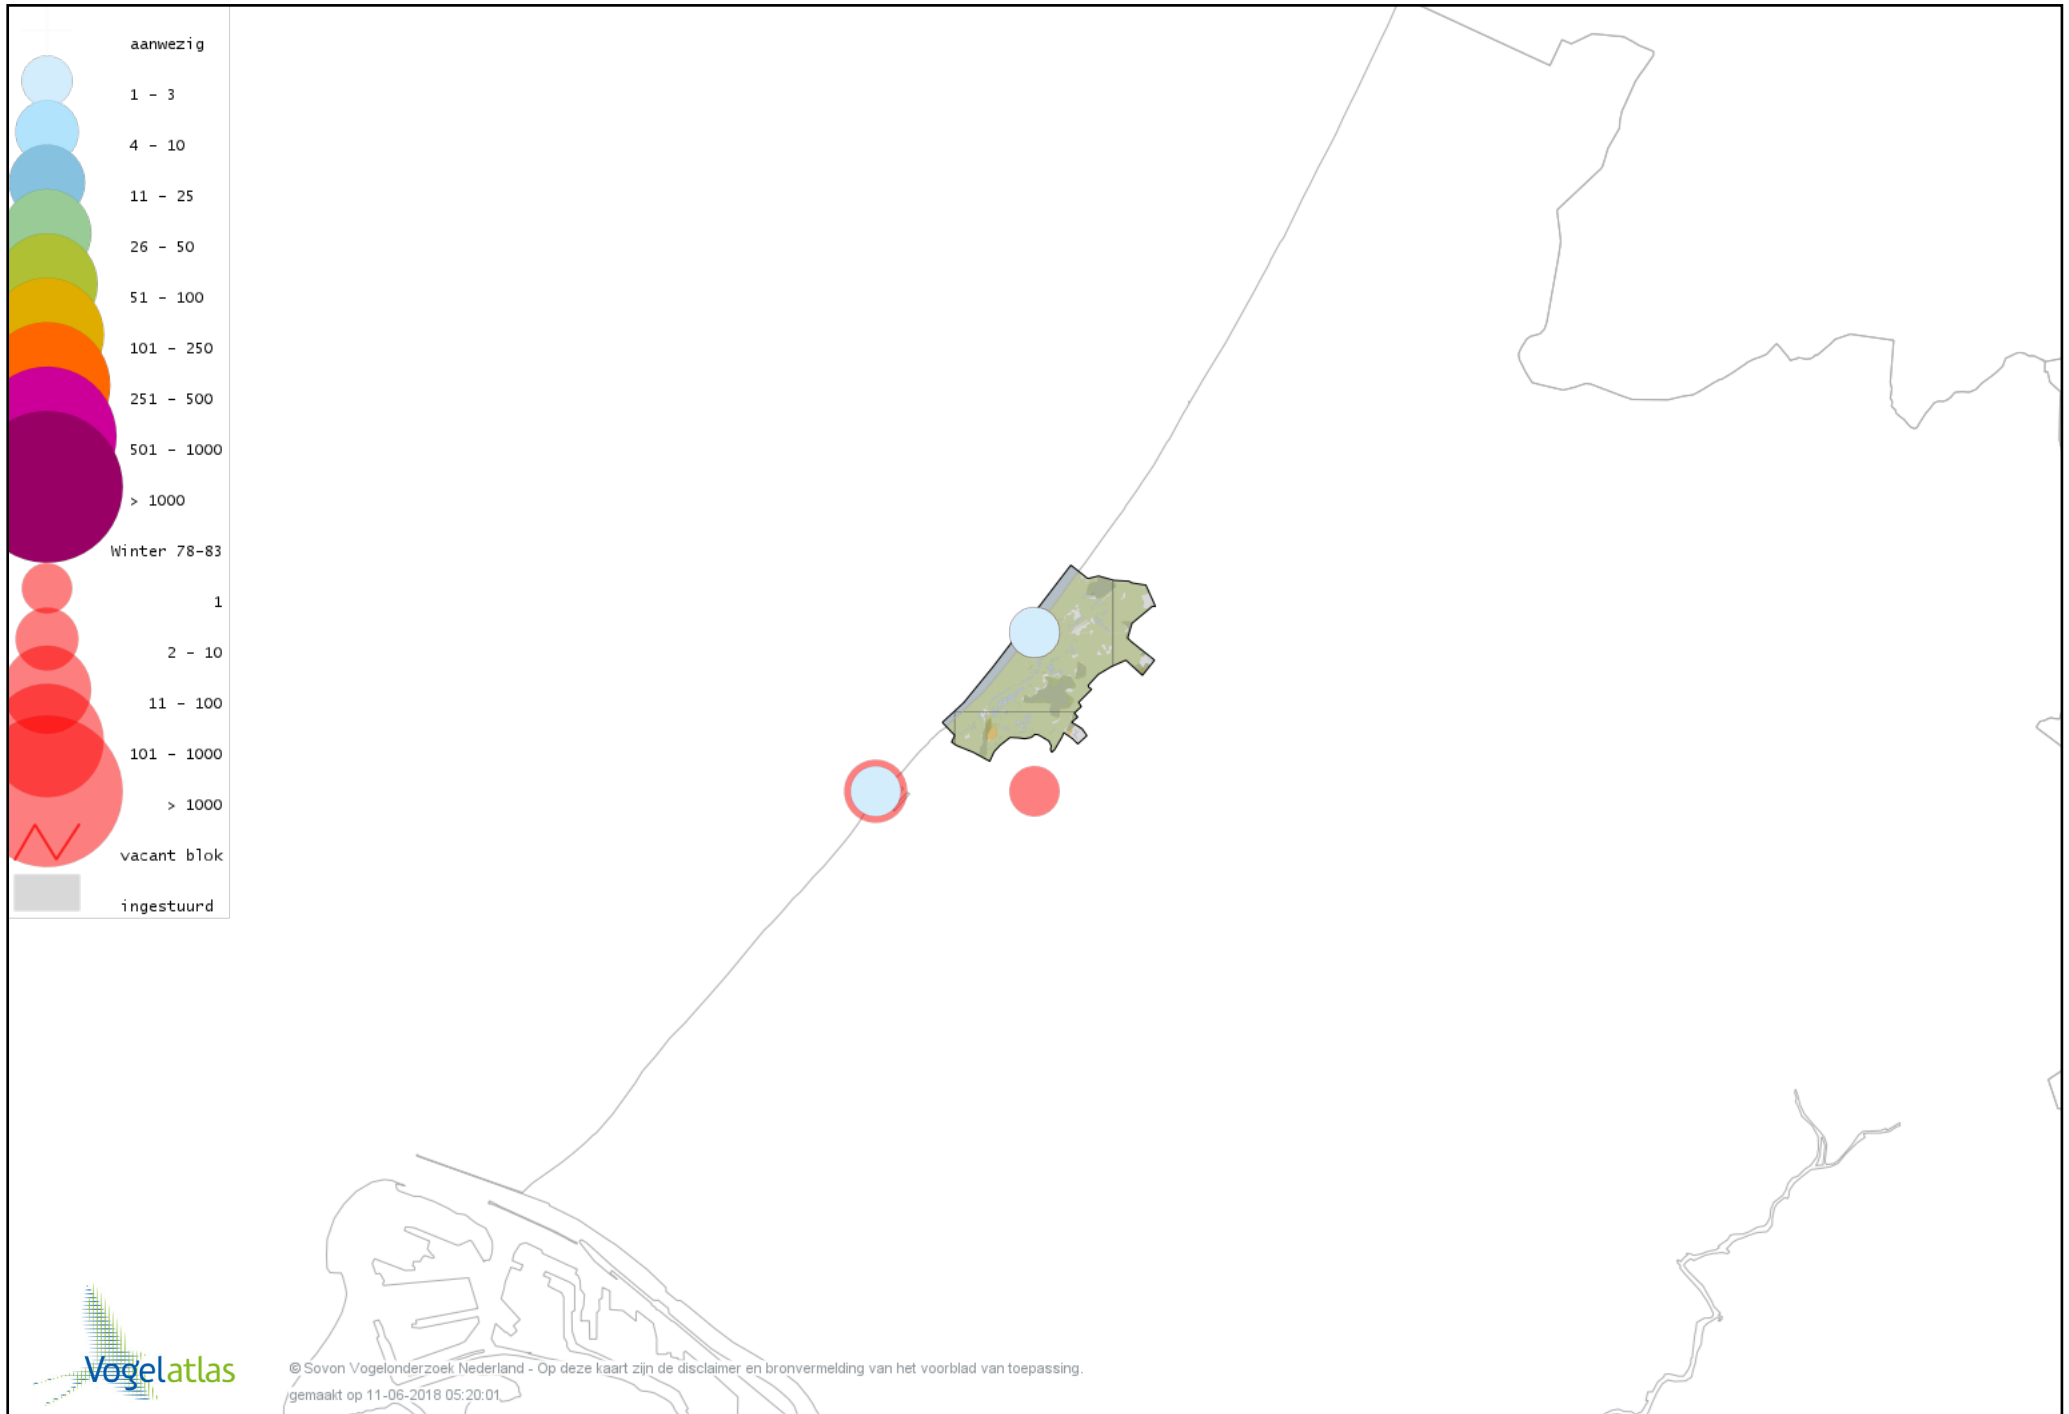 aanwezig
1 - 3
4 - 10
11 - 25
26 - 50
51 - 100
101 - 250
251 - 500
501 - 1000
> 1000
Winter 78-83
1
2 - 10
11 - 100
101 - 1000
> 1000
vacant blok
ingestuurd
Vogelatlas
© Sovon Vogelonderzoek Nederland - Op deze kaart zijn de disclaimer en bronvermelding van het voorblad van toepassing.
gemaakt op 11-06-2018 05:20:01